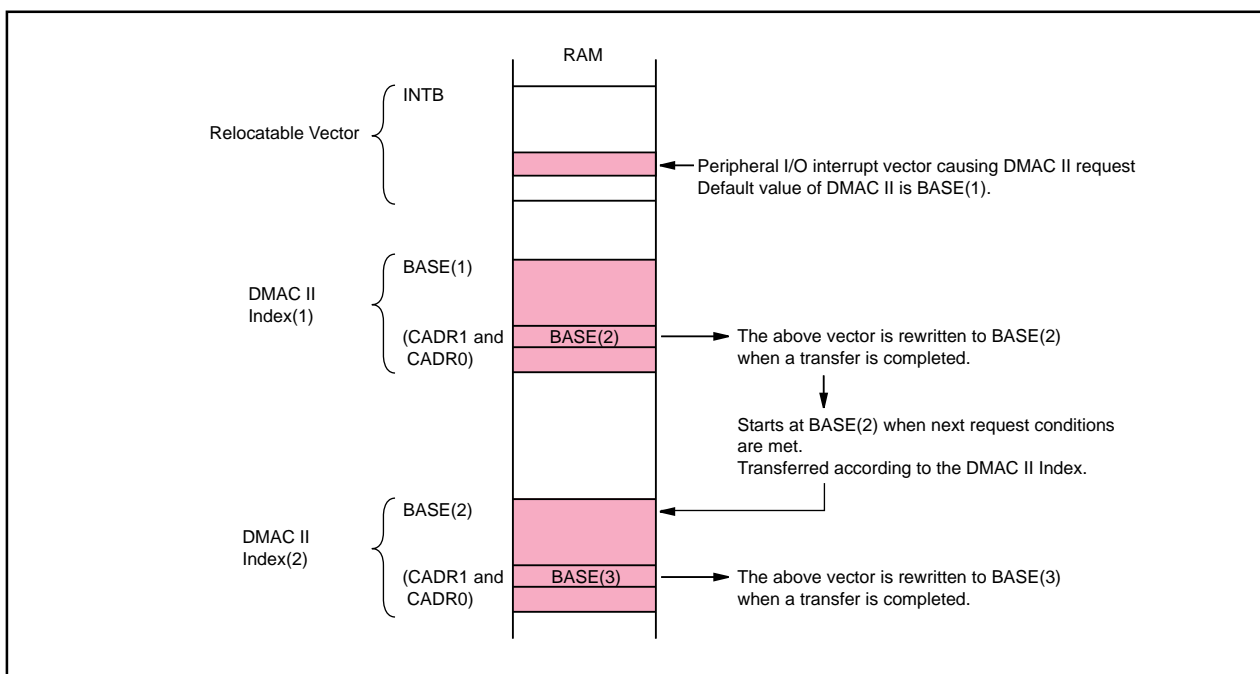 RAM
INTB
Relocatable Vector
Peripheral I/O interrupt vector causing DMAC II request
Default value of DMAC II is BASE(1).
BASE(1)
DMAC II
Index(1)
(CADR1 and
CADR0)
BASE(2)
The above vector is rewritten to BASE(2)
when a transfer is completed.
Starts at BASE(2) when next request conditions
are met.
Transferred according to the DMAC II Index.
BASE(2)
DMAC II
Index(2)
(CADR1 and
CADR0)
BASE(3)
The above vector is rewritten to BASE(3)
when a transfer is completed.